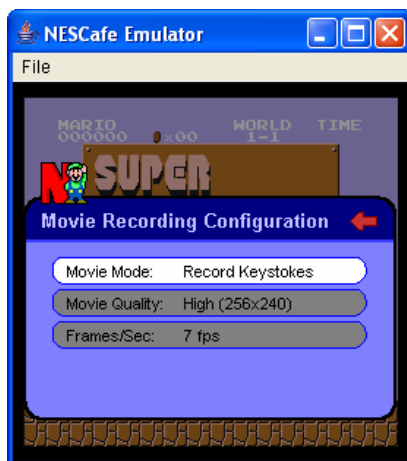 NESCafe Emulator
File
MARIO WORLD TIME
000000 ×00 1-1
SUPER
N
Movie Recording Configuration
Movie Mode: Record Keystokes
Movie Quality: High (256x240)
Frames/Sec: 7 fps